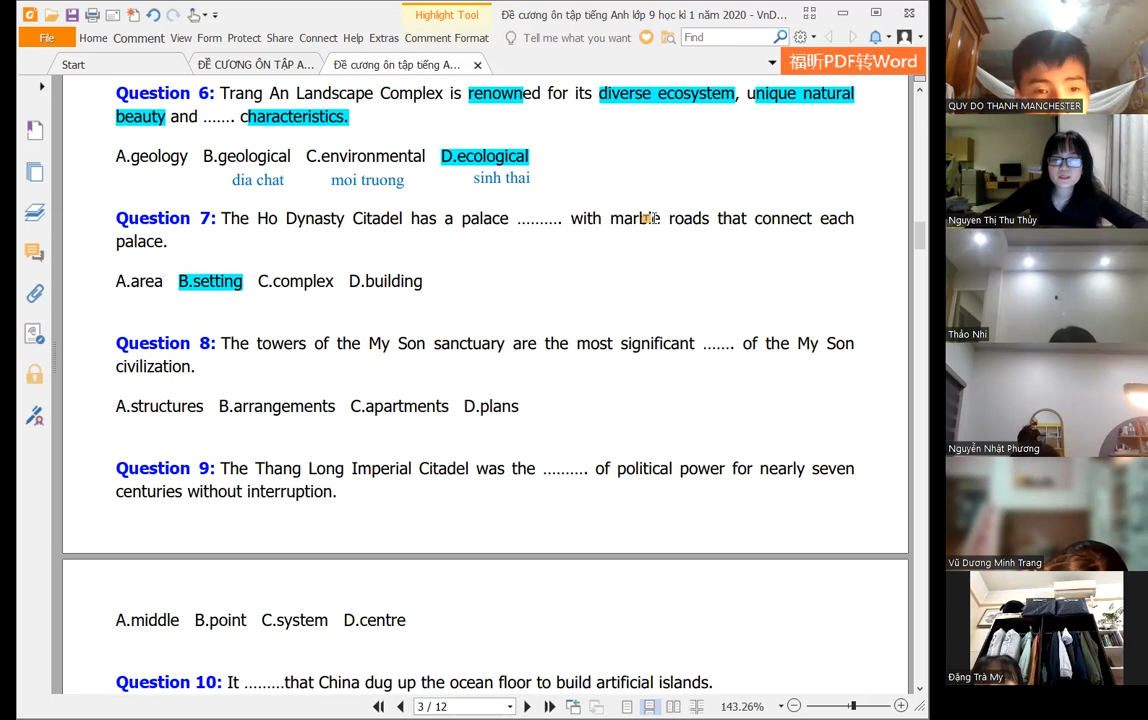 Highlight Tool
Đề cương ôn tập tiếng Anh lớp 9 học kì 1 năm 2020 - VnD...
File Home Comment View Form Protect Share Connect Help Extras Comment Format
Tell me what you want
Find
Start
ĐỀ CƯƠNG ÔN TẬP A...
Đề cương ôn tập tiếng A...
福昕PDF转Word
Question 6: Trang An Landscape Complex is renowned for its diverse ecosystem, unique natural
beauty and ....... characteristics.
A.geology B.geological C.environmental D.ecological
dia chat moi truong sinh thai
Question 7: The Ho Dynasty Citadel has a palace .......... with marble roads that connect each
palace.
A.area B.setting C.complex D.building
Question 8: The towers of the My Son sanctuary are the most significant ....... of the My Son
civilization.
A.structures B.arrangements C.apartments D.plans
Question 9: The Thang Long Imperial Citadel was the .......... of political power for nearly seven
centuries without interruption.
A.middle B.point C.system D.centre
Question 10: It .........that China dug up the ocean floor to build artificial islands.
3 / 12
143.26%
QUY DO THANH MANCHESTER
Nguyen Thi Thu Thủy
Thảo Nhi
Nguyễn Nhật Phương
Vũ Dương Minh Trang
Đặng Trà My